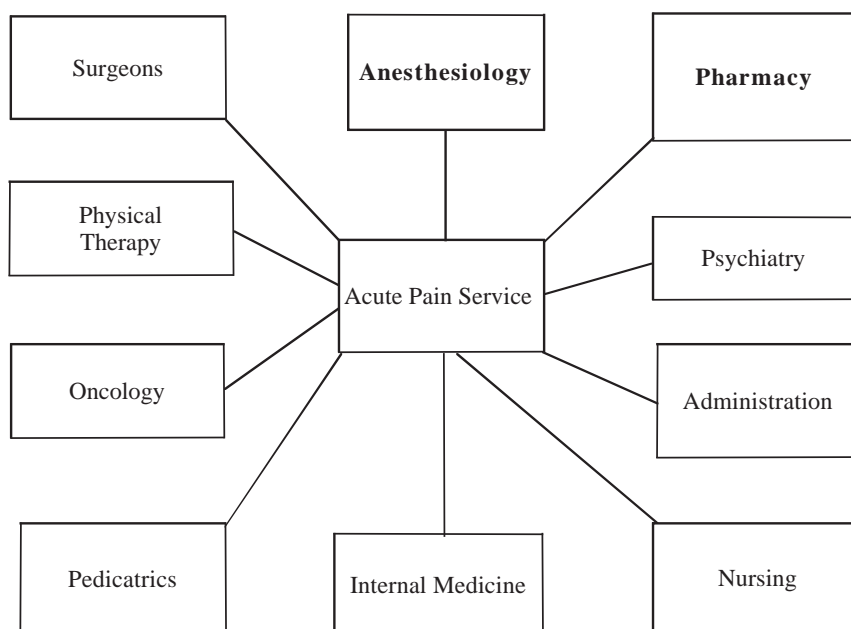 Surgeons
Anesthesiology
Pharmacy
Physical
Therapy
Psychiatry
Acute Pain Service
Oncology
Administration
Pedicatrics
Internal Medicine
Nursing